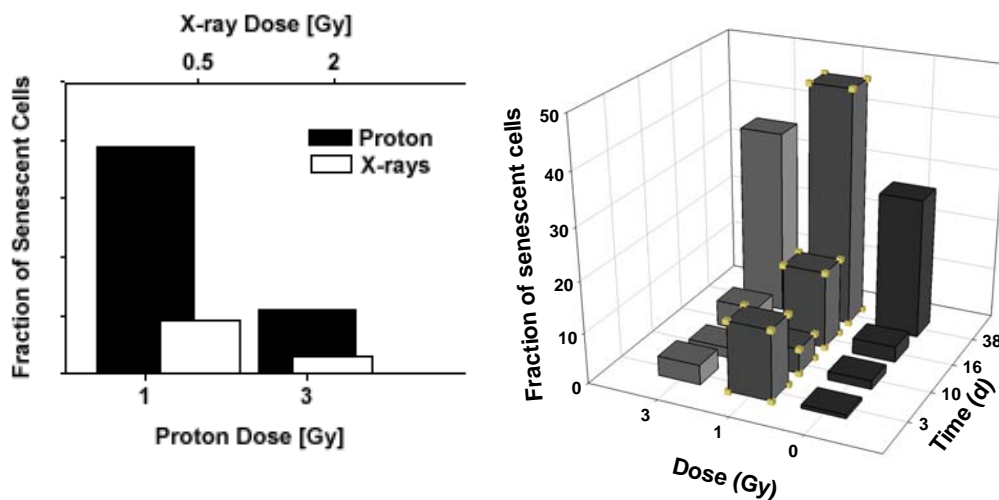 X-ray Dose [Gy]
0.5 2
Fraction of Senescent Cells
Proton
X-rays
1 3
Proton Dose [Gy]
Fraction of senescent cells
50
40
30
20
10
0
3
1
0
Dose (Gy)
3
10
16
38
Time (d)